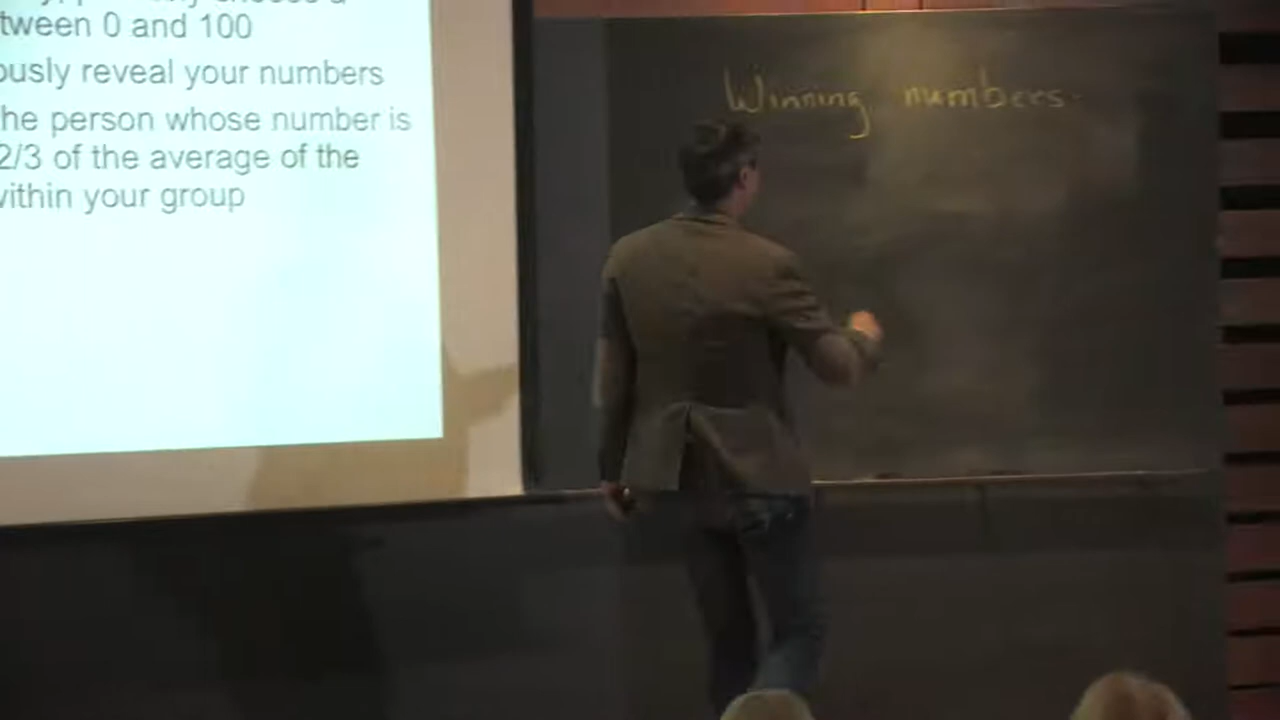 tween 0 and 100
ously reveal your numbers
he person whose number is
2/3 of the average of the
within your group
Winning numbers